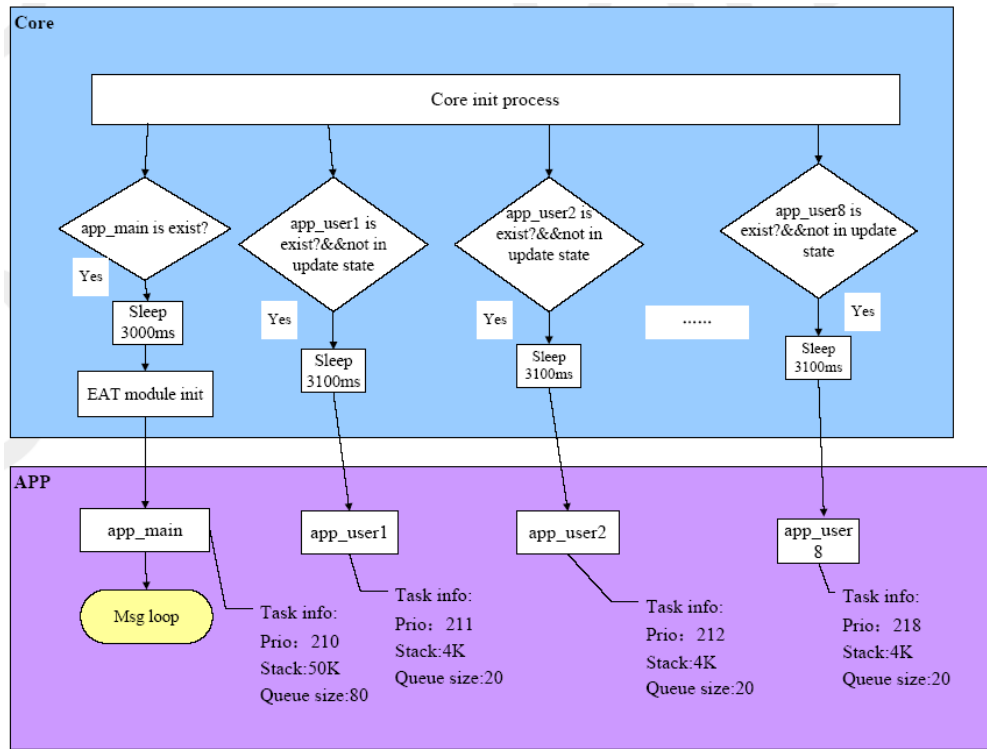 Core
Core init process
app_main is exist?
app_user1 is
exist?&&not in
update state
app_user2 is
exist?&&not in
update state
app_user8 is
exist?&&not in update
state
Yes
Yes
Yes
Yes
......
Sleep
3000ms
Sleep
3100ms
Sleep
3100ms
Sleep
3100ms
EAT module init
APP
app_main
app_user1
app_user2
app_user
8
Msg loop
Task info:
Prio：210
Stack:50K
Queue size:80
Task info:
Prio：211
Stack:4K
Queue size:20
Task info:
Prio：212
Stack:4K
Queue size:20
Task info:
Prio：218
Stack:4K
Queue size:20